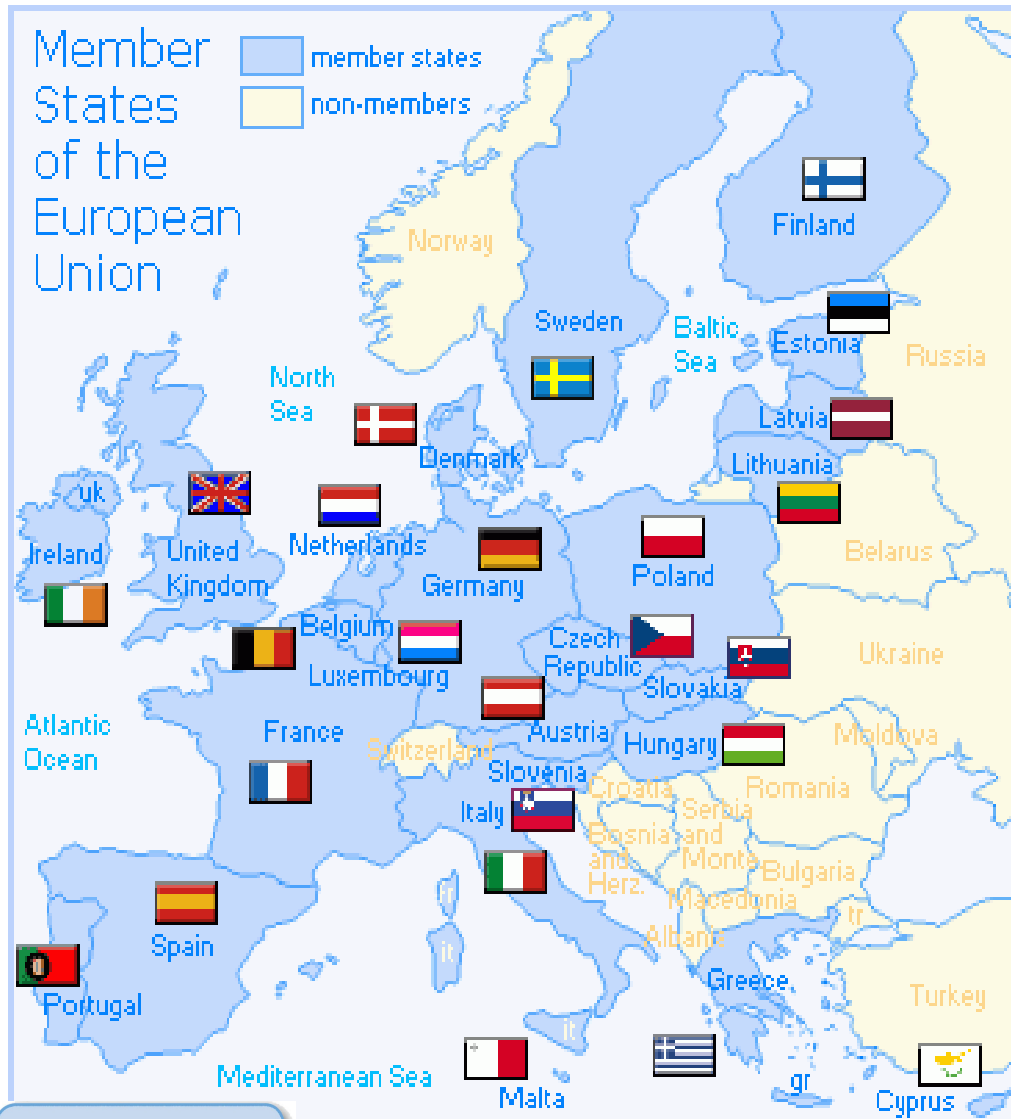 Member
States
of the
European
Union
member states
non-members
Norway
Finland
Sweden
Baltic
Sea
Estonia
Russia
North
Sea
Latvia
Denmark
Lithuania
uk
Ireland
United
Kingdom
Netherlands
Germany
Poland
Belarus
Belgium
Luxembourg
Czech
Republic
Slovakia
Ukraine
Atlantic
Ocean
France
Switzerland
Austria
Hungary
Moldova
Slovenia
Italy
Croatia
Romania
Bosnia
and
Herz.
Serbia
and
Monte
Bulgaria
Macedonia
Albania
fr
it
tr
Spain
Portugal
Greece
Turkey
it
Mediterranean Sea
Malta
gr
Cyprus